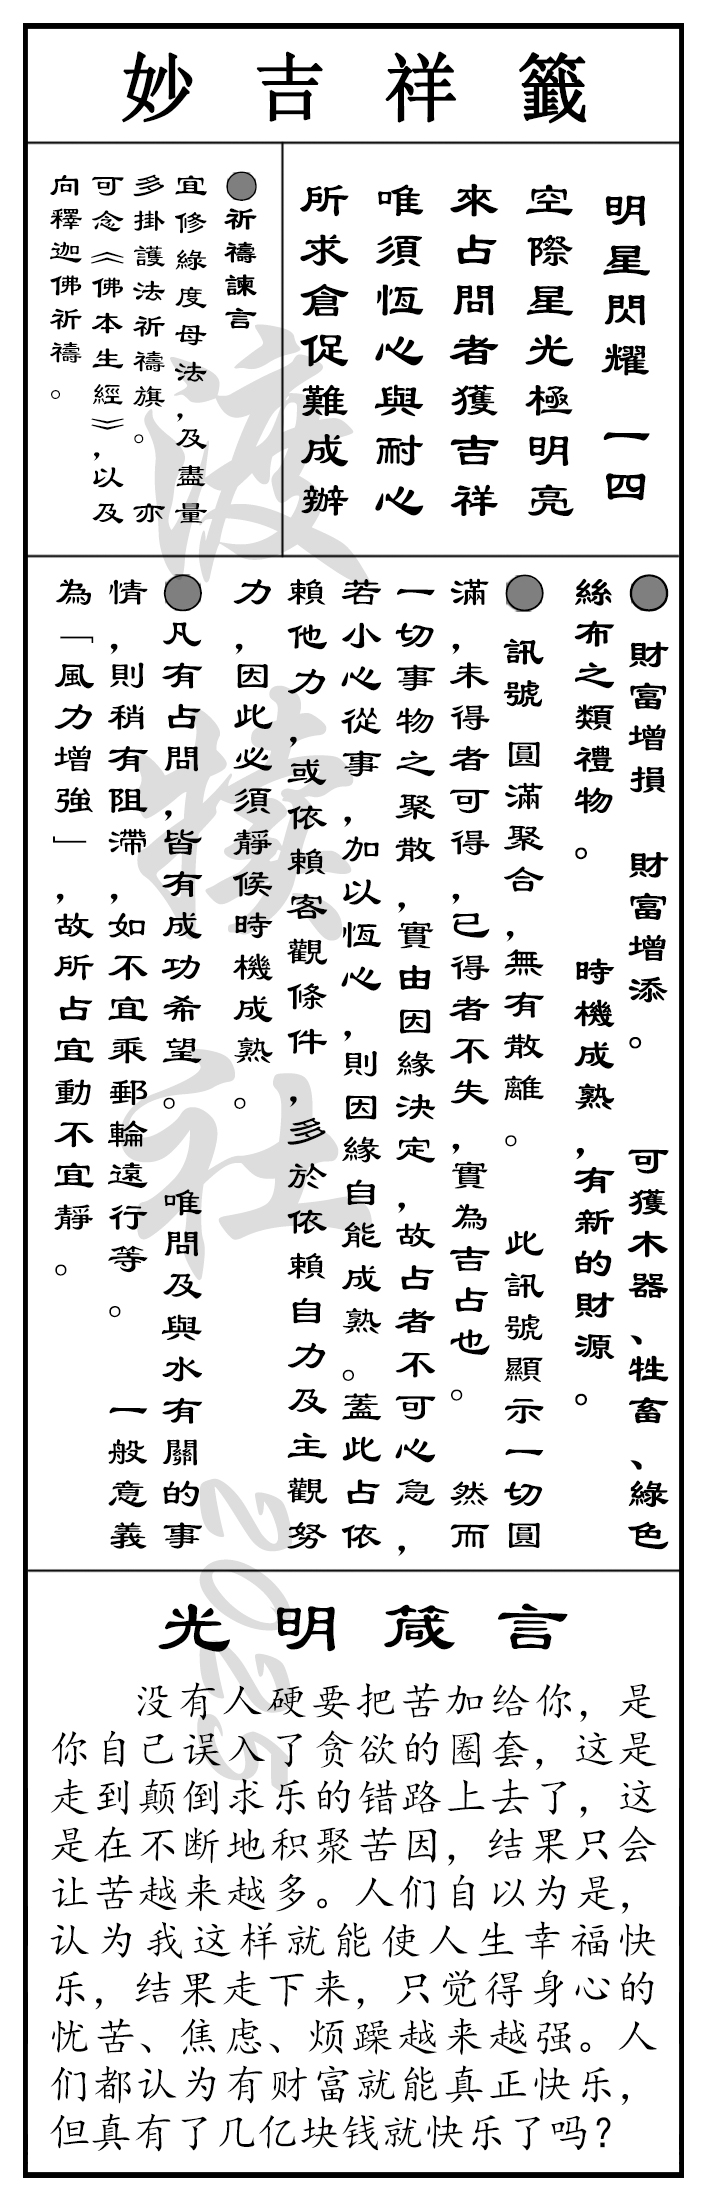 妙吉祥籤
明星閃耀 一四
空際星光極明亮
來占問者獲吉祥
唯須恆心與耐心
所求倉促難成辦
●祈禱諫言
宜修綠度母法，及盡量
多掛護法祈禱旗。亦
可念《佛本生經》，以及
向釋迦佛祈禱。
● 財富增損 財富增添。 可獲木器、牲畜、綠色
絲布之類禮物。 時機成熟，有新的財源。
● 訊號 圓滿聚合，無有散離。 此訊號顯示一切圓
滿，未得者可得，已得者不失，實為吉占也。 然而
一切事物之聚散，實由因緣決定，故占者不可心急，
若小心從事，加以恆心，則因緣自能成熟。蓋此占依
賴他力，或依賴客觀條件，多於依賴自力及主觀努
力，因此必須靜候時機成熟。
●凡有占問，皆有成功希望。 唯問及與水有關的事
情，則稍有阻滯，如不宜乘郵輪遠行等。 一般意義
為「風力增強」，故所占宜動不宜靜。
光明箴言
没有人硬要把苦加给你，是
你自己误入了贪欲的圈套，这是
走到颠倒求乐的错路上去了，这
是在不断地积聚苦因，结果只会
让苦越来越多。人们自以为是，
认为我这样就能使人生幸福快
乐，结果走下来，只觉得身心的
忧苦、焦虑、烦躁越来越强。人
们都认为有财富就能真正快乐，
但真有了几亿块钱就快乐了吗？
渡犊社2025